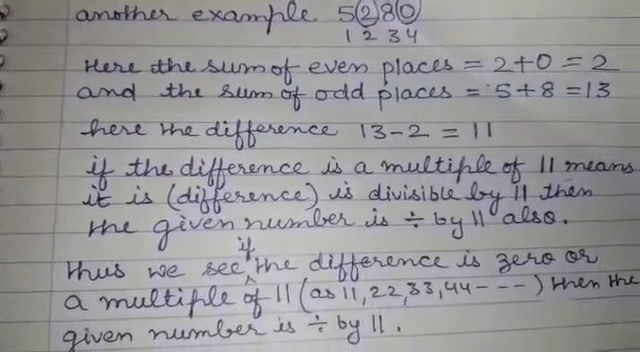 another example 5280
1 2 3 4
Here the sum of even places = 2+0 = 2
and the sum of odd places = 5+8 = 13
here the difference 13-2 = 11
if the difference is a multiple of 11 means
it is (difference) is divisible by 11 then
the given number is ÷ by 11 also.
thus we see if the difference is zero or
a multiple of 11 (as 11, 22, 33, 44 - - -) then the
given number is ÷ by 11.